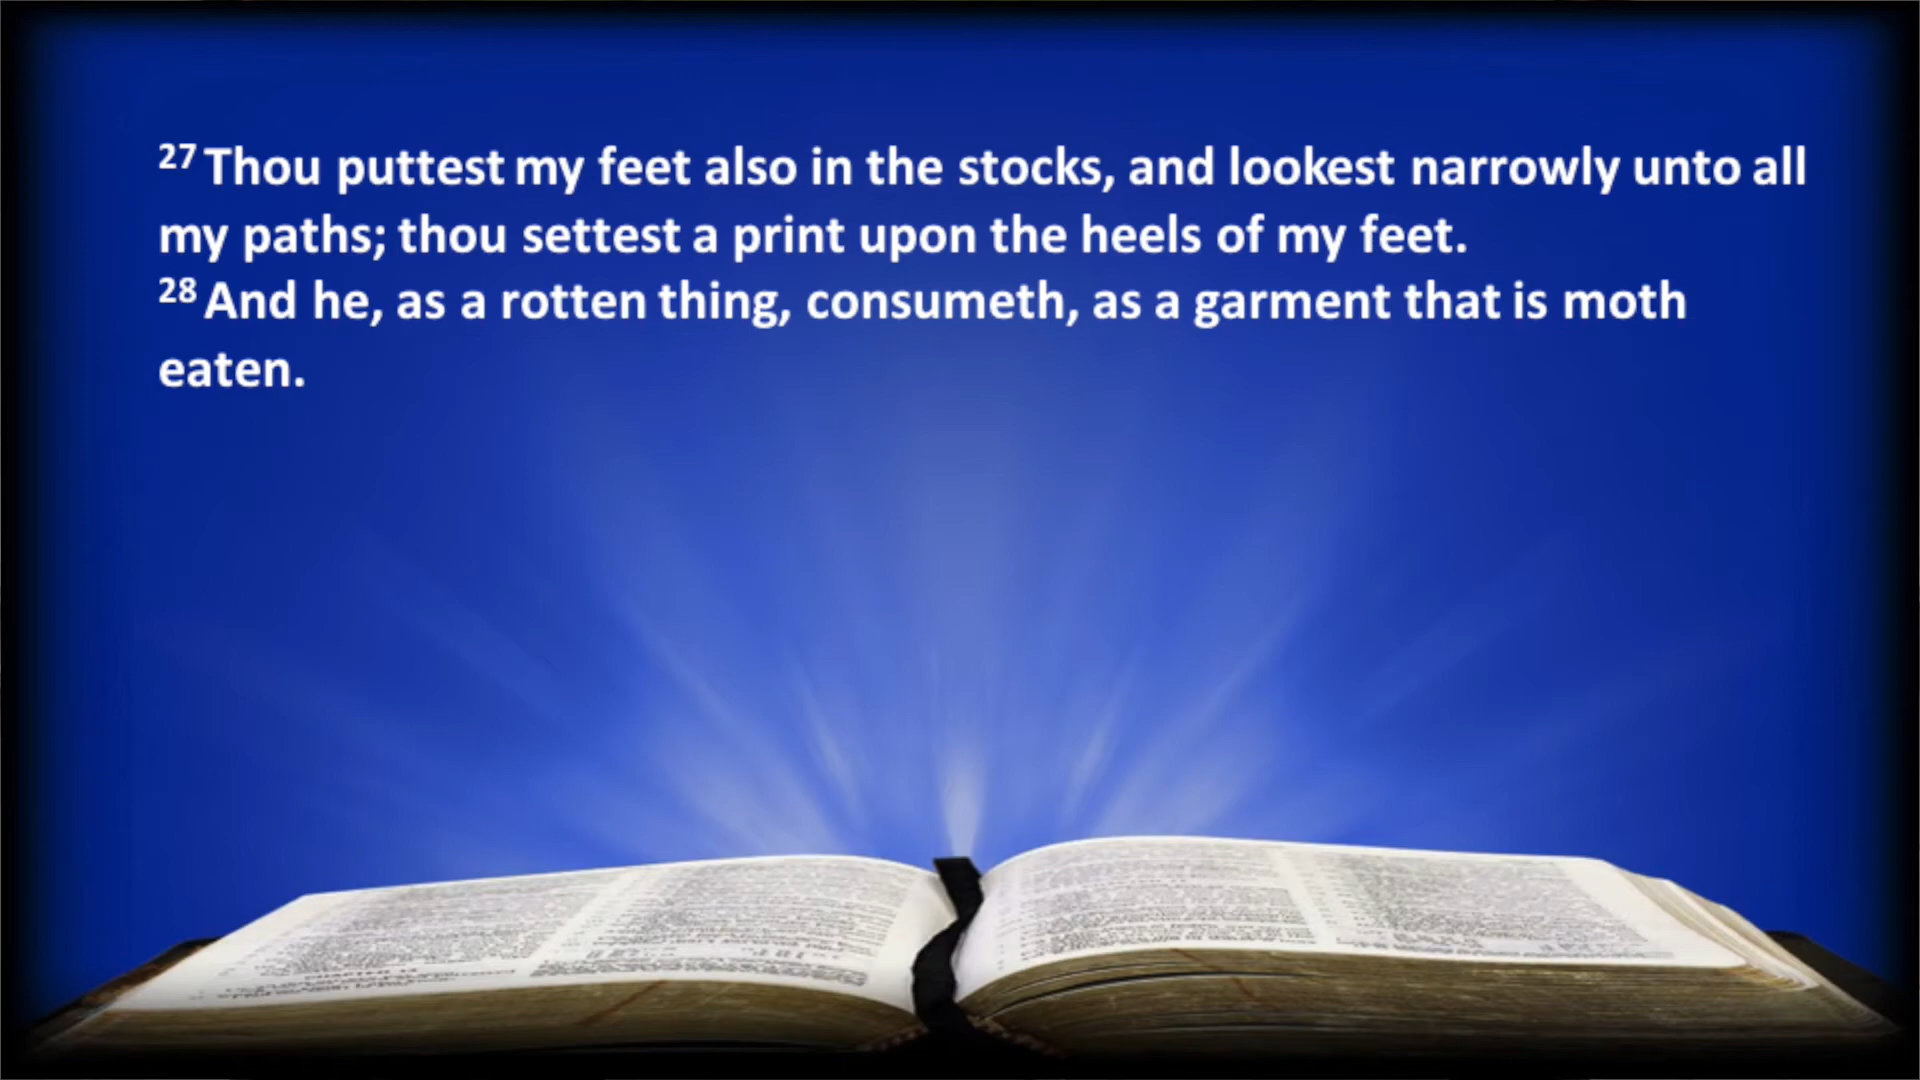 27 Thou puttest my feet also in the stocks, and lookest narrowly unto all
my paths; thou settest a print upon the heels of my feet.
28 And he, as a rotten thing, consumeth, as a garment that is moth
eaten.